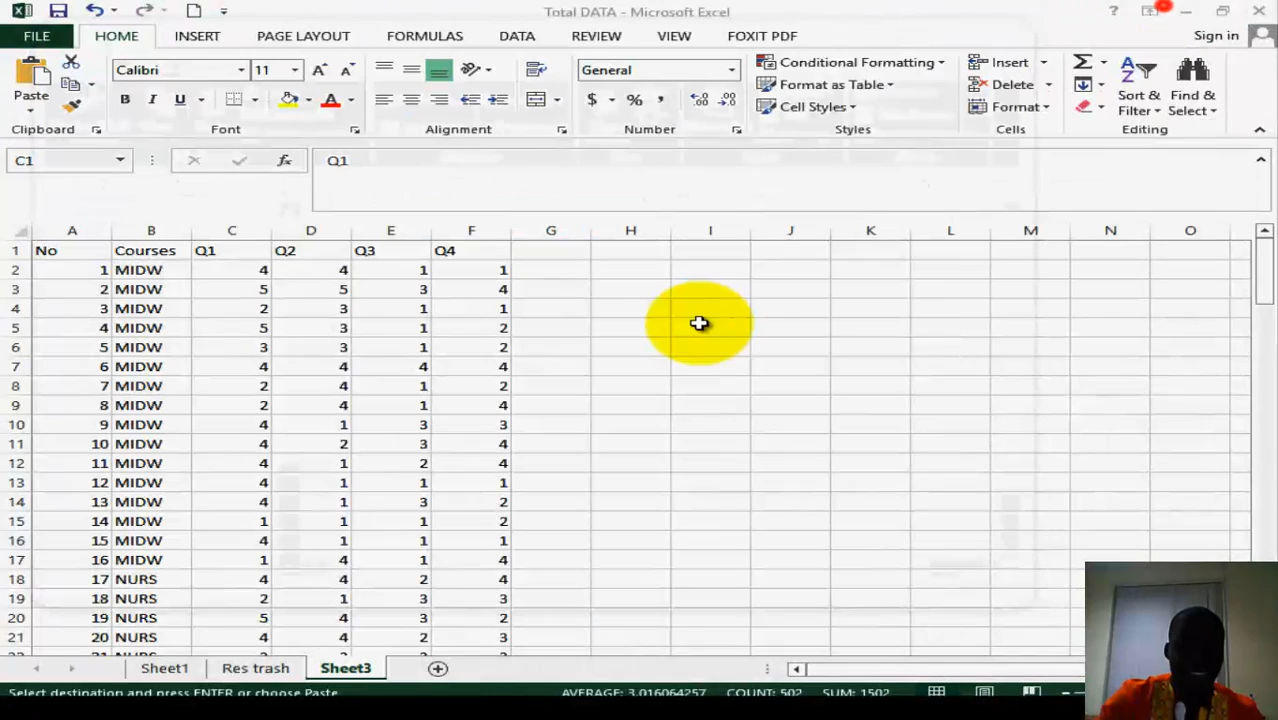 Total DATA - Microsoft Excel
FILE HOME INSERT PAGE LAYOUT FORMULAS DATA REVIEW VIEW FOXIT PDF Sign in
Calibri 11 General Conditional Formatting Insert
Paste Format as Table Delete Sort & Find &
B I U $ % , Cell Styles Format Filter Select
Clipboard Font Alignment Number Styles Cells Editing
C1 fx Q1
A B C D E F G H I J K L M N O
1 No Courses Q1 Q2 Q3 Q4
2 1 MIDW 4 4 1 1
3 2 MIDW 5 5 3 4
4 3 MIDW 2 3 1 1
5 4 MIDW 5 3 1 2
6 5 MIDW 3 3 1 2
7 6 MIDW 4 4 4 4
8 7 MIDW 2 4 1 2
9 8 MIDW 2 4 1 4
10 9 MIDW 4 1 3 3
11 10 MIDW 4 2 3 4
12 11 MIDW 4 1 2 4
13 12 MIDW 4 1 1 1
14 13 MIDW 4 1 3 2
15 14 MIDW 1 1 1 2
16 15 MIDW 4 1 1 1
17 16 MIDW 1 4 1 4
18 17 NURS 4 4 2 4
19 18 NURS 2 1 3 3
20 19 NURS 5 4 3 2
21 20 NURS 4 4 2 3
Sheet1 Res trash Sheet3
Select destination and press ENTER or choose Paste. AVERAGE: 3.016064257 COUNT: 502 SUM: 1502